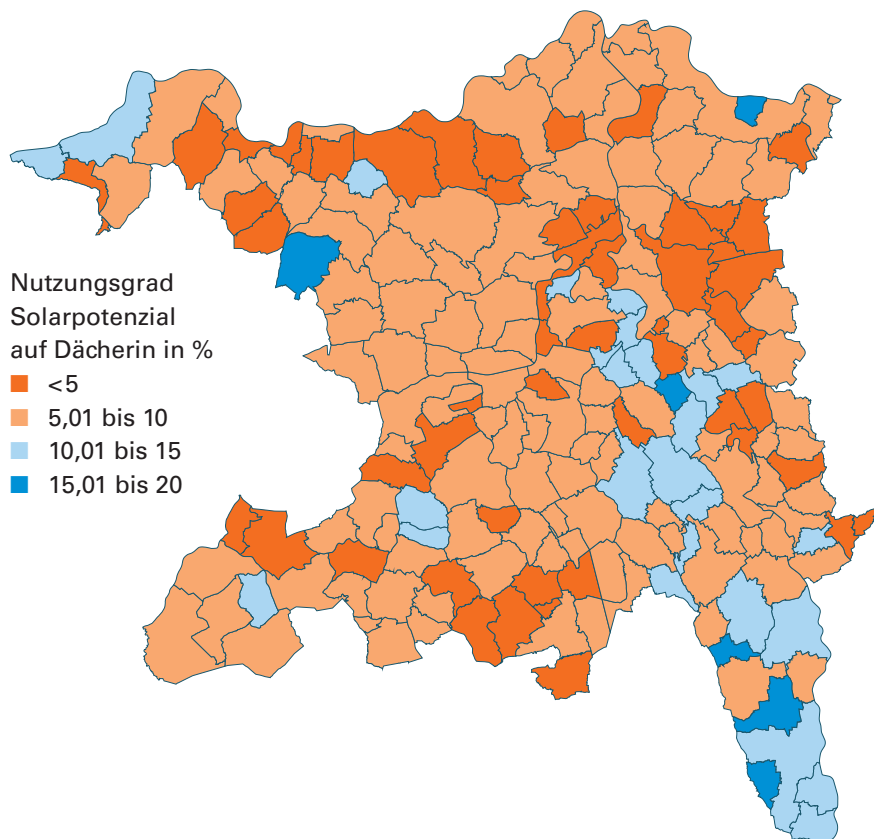 Nutzungsgrad
Solarpotenzial
auf Dächerin in %
<5
5,01 bis 10
10,01 bis 15
15,01 bis 20